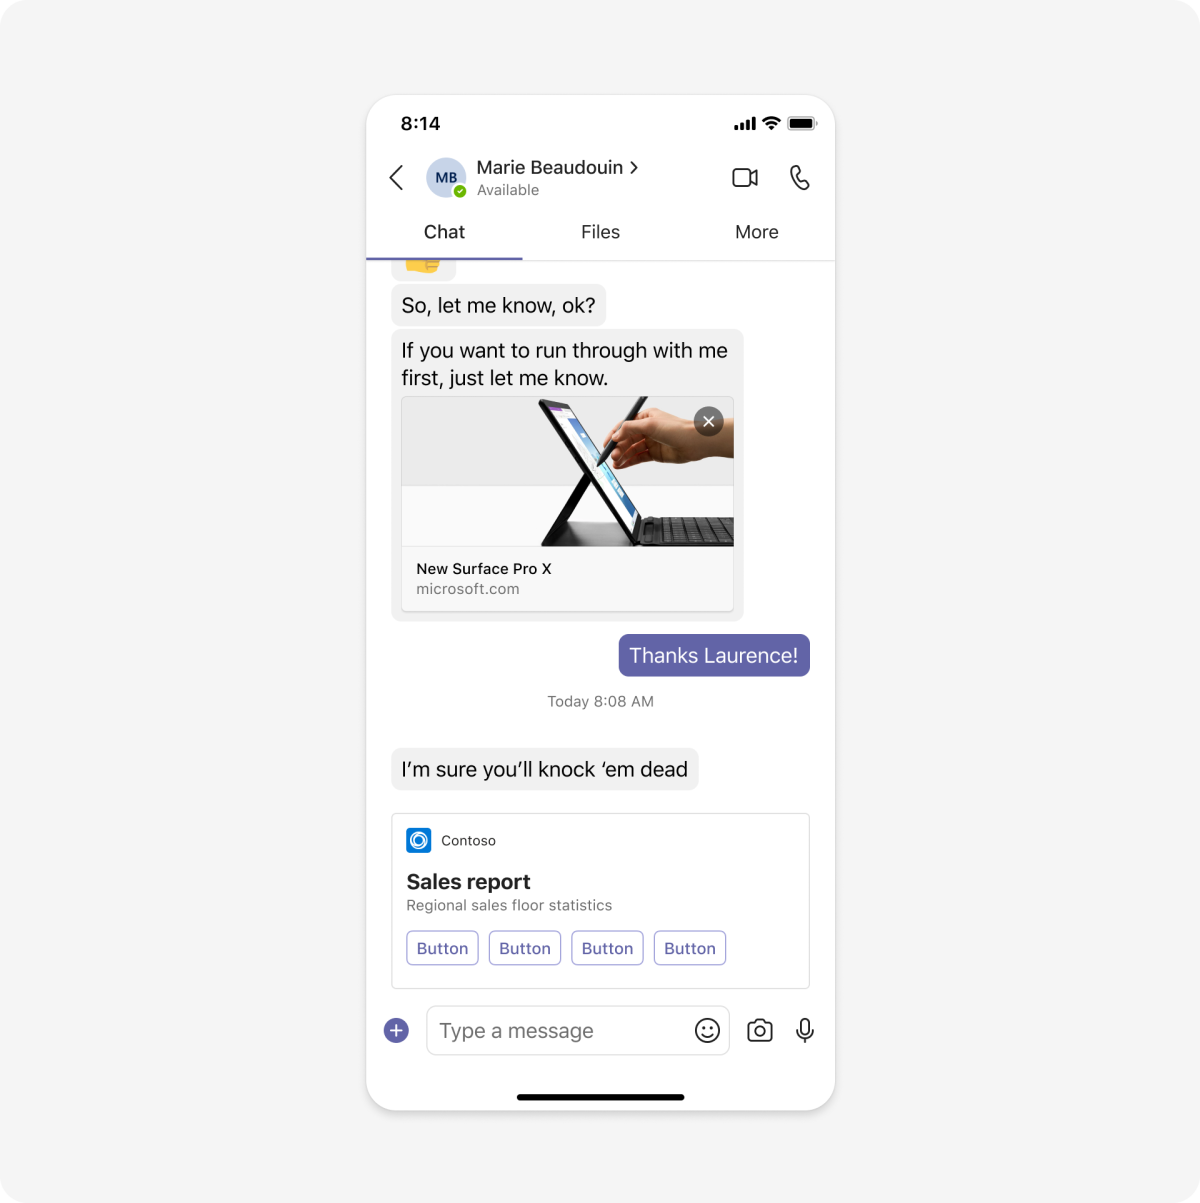 8:14
MB
Marie Beaudouin
Available
Chat Files More
So, let me know, ok?
If you want to run through with me
first, just let me know.
New Surface Pro X
microsoft.com
Thanks Laurence!
Today 8:08 AM
I’m sure you’ll knock ‘em dead
Contoso
Sales report
Regional sales floor statistics
Button Button Button Button
Type a message